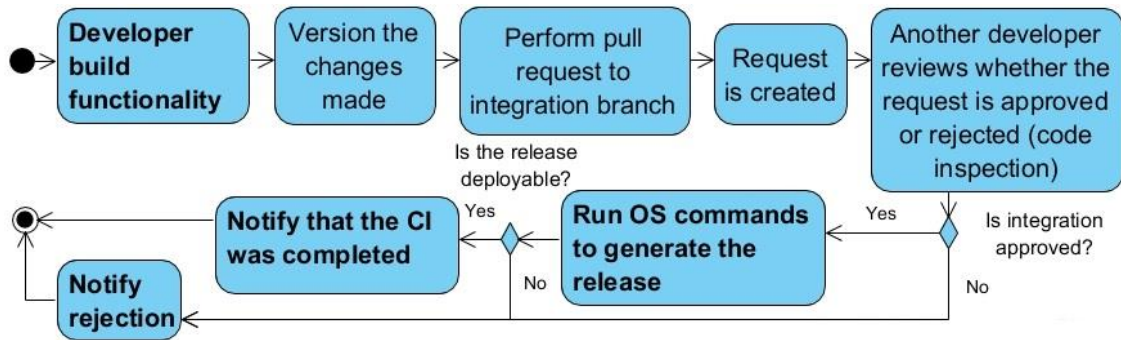 Developer
build
functionality
Version the
changes
made
Perform pull
request to
integration branch
Request
is created
Another developer
reviews whether the
request is approved
or rejected (code
inspection)
Is integration
approved?
Yes
No
Run OS commands
to generate the
release
Is the release
deployable?
Yes
No
Notify that the CI
was completed
Notify
rejection